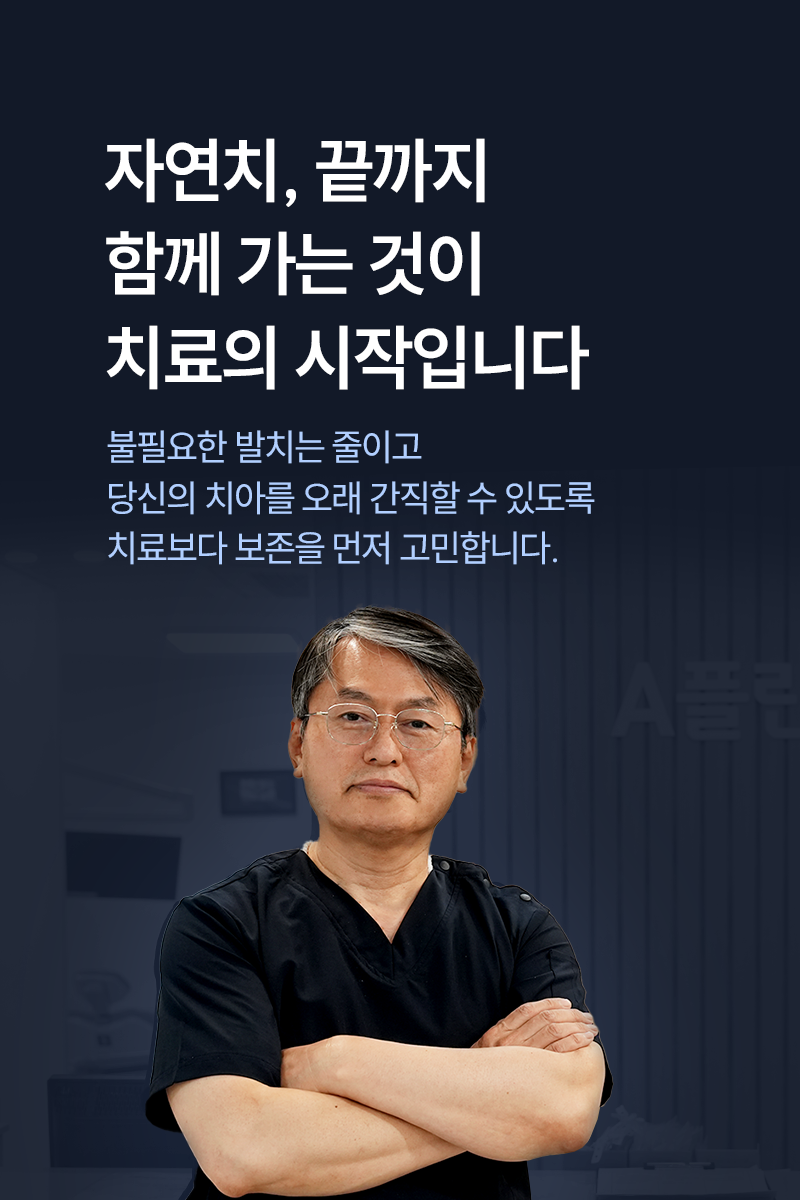 자연치, 끝까지
함께 가는 것이
치료의 시작입니다
불필요한 발치는 줄이고
당신의 치아를 오래 간직할 수 있도록
치료보다 보존을 먼저 고민합니다.